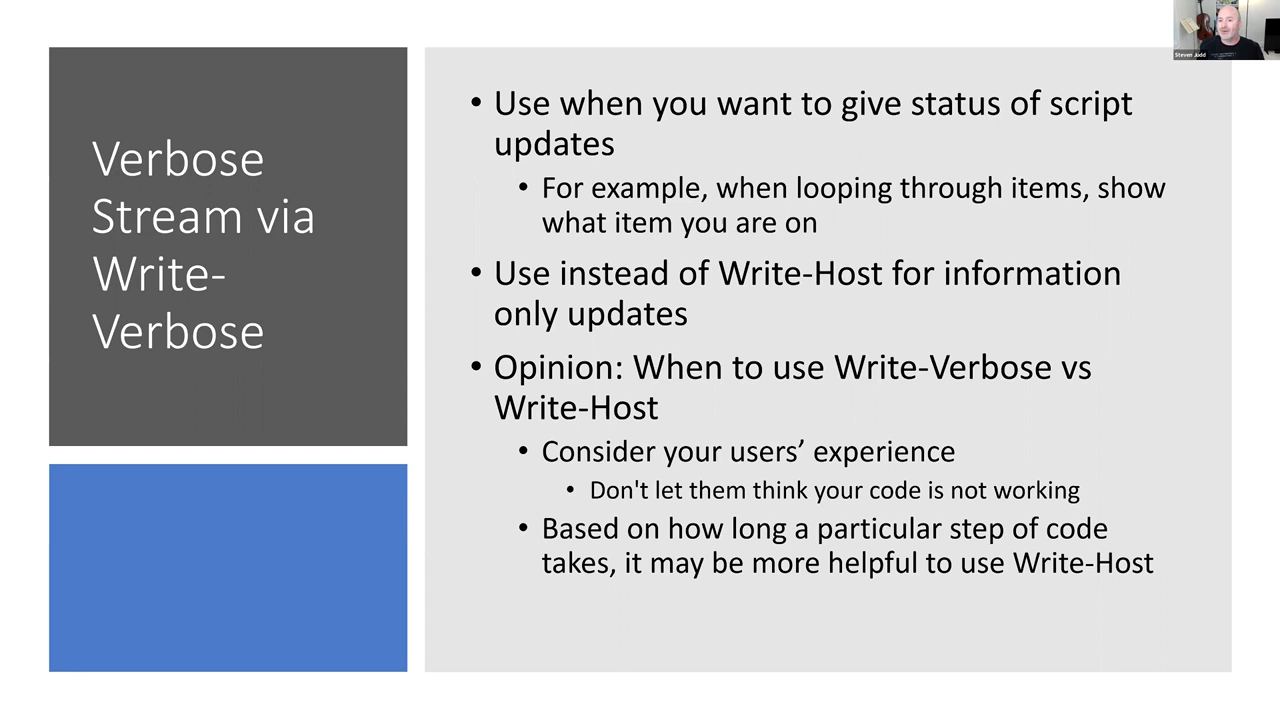 Verbose
Stream via
Write-
Verbose
• Use when you want to give status of script
updates
• For example, when looping through items, show
what item you are on
• Use instead of Write-Host for information
only updates
• Opinion: When to use Write-Verbose vs
Write-Host
• Consider your users’ experience
• Don't let them think your code is not working
• Based on how long a particular step of code
takes, it may be more helpful to use Write-Host
Steven Judd